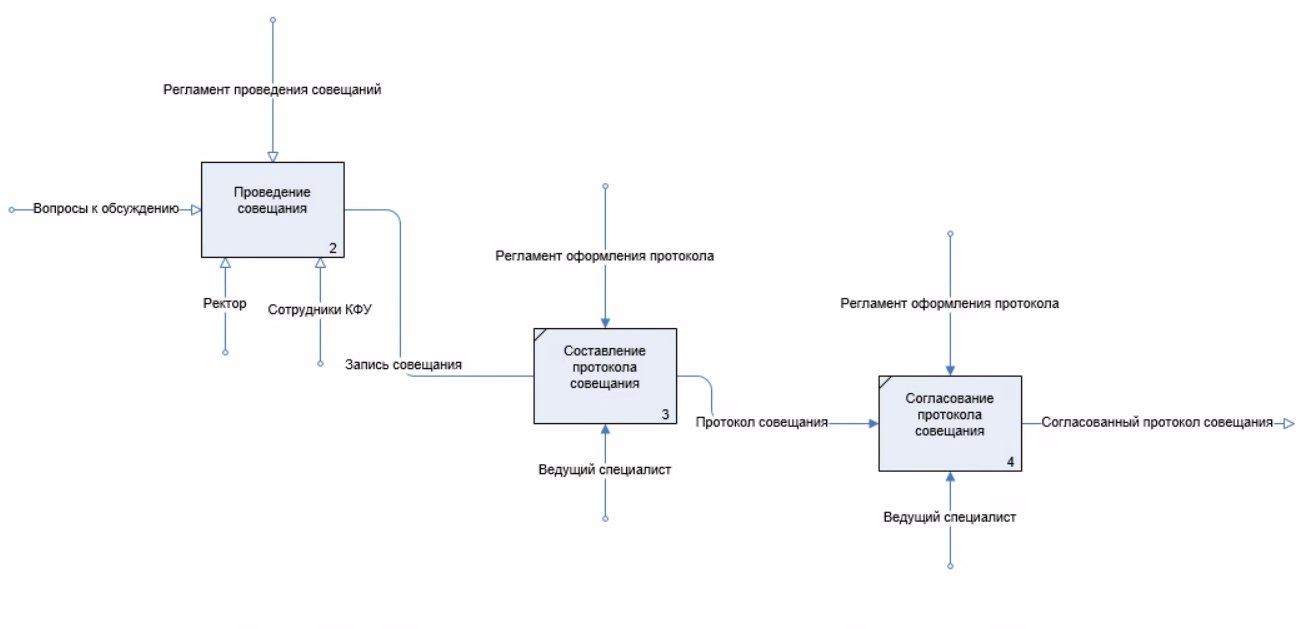 Регламент проведения совещаний
Вопросы к обсуждению
Проведение
совещания
2
Ректор
Сотрудники КФУ
Запись совещания
Регламент оформления протокола
Составление
протокола
совещания
3
Ведущий специалист
Протокол совещания
Регламент оформления протокола
Согласование
протокола
совещания
4
Согласованный протокол совещания
Ведущий специалист